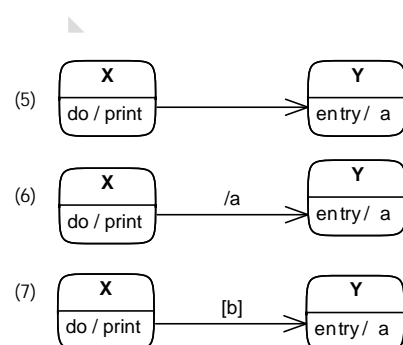 (5)
X
do / print
Y
entry/ a
(6)
X
do / print
/a
Y
entry/ a
(7)
X
do / print
[b]
Y
entry/ a